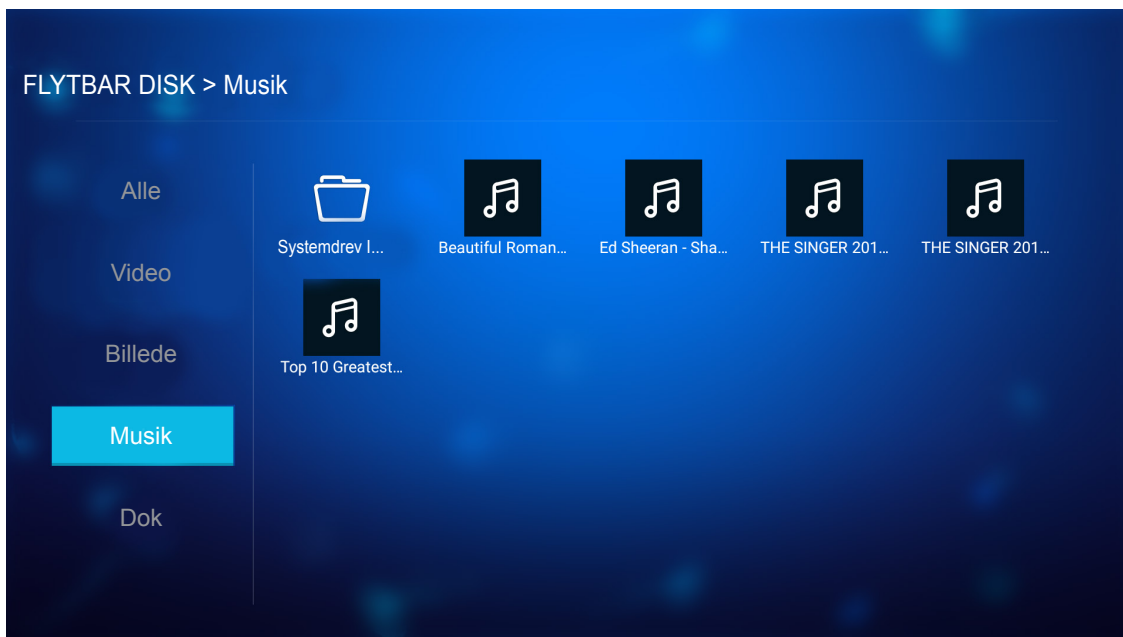 FLYTBAR DISK > Musik
Alle
Video
Billede
Musik
Dok
Systemdrev I...
Beautiful Roman...
Ed Sheeran - Sha...
THE SINGER 201...
THE SINGER 201...
Top 10 Greatest...